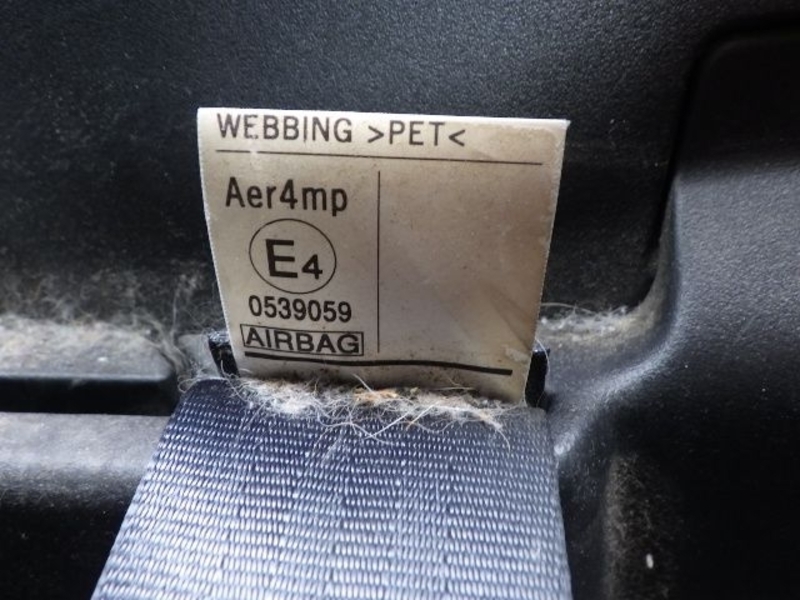 WEBBING >PET<
Aer4mp
E4
0539059
AIRBAG